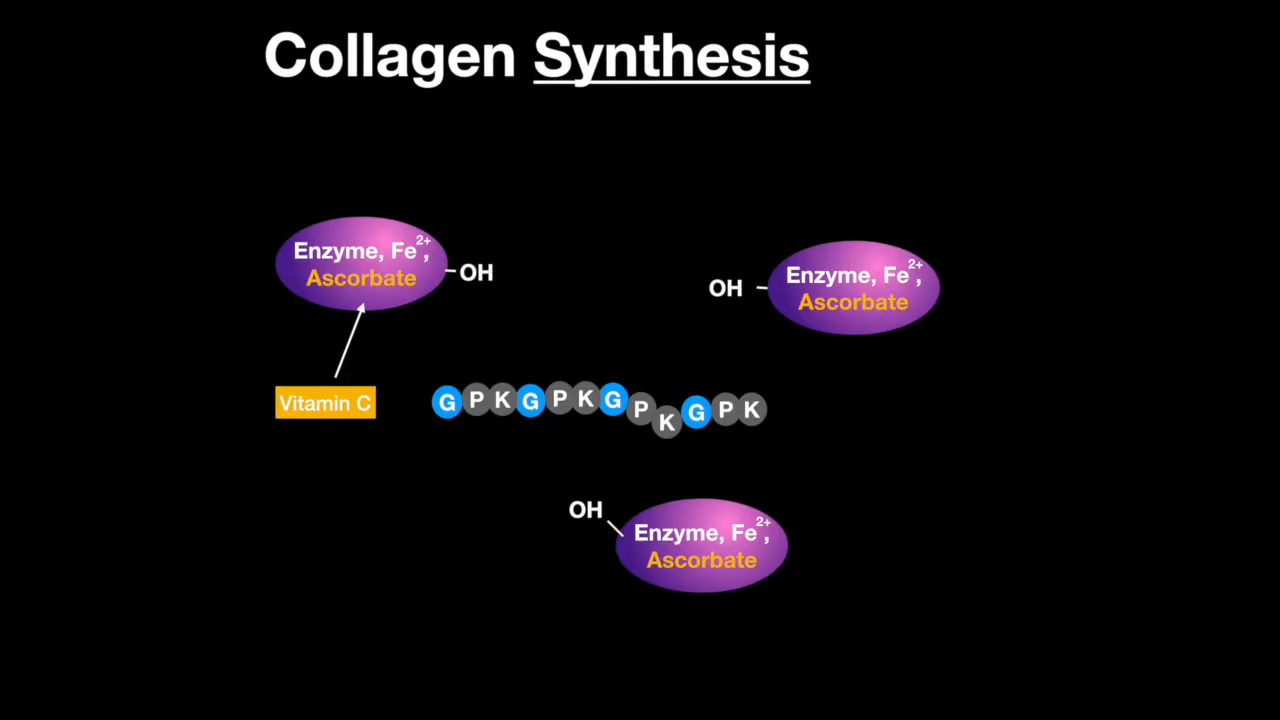 Collagen Synthesis
Enzyme, Fe²⁺,
Ascorbate
OH
OH
Enzyme, Fe²⁺,
Ascorbate
Vitamin C
G P K G P K G P K G P K
OH
Enzyme, Fe²⁺,
Ascorbate